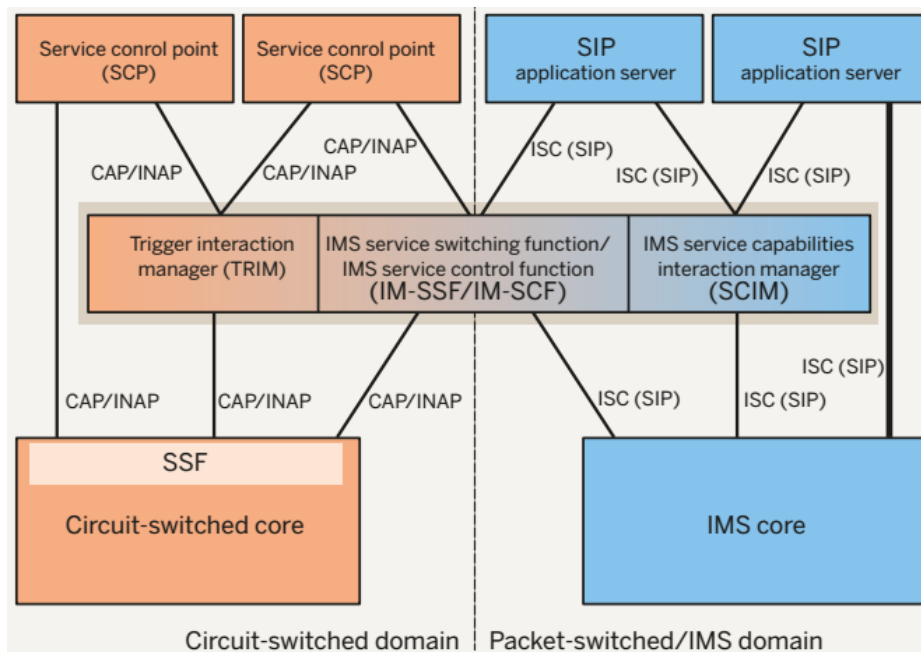 Service conrol point
(SCP)
Service conrol point
(SCP)
SIP
application server
SIP
application server
CAP/INAP
CAP/INAP
CAP/INAP
ISC (SIP)
ISC (SIP)
ISC (SIP)
Trigger interaction
manager (TRIM)
IMS service switching function/
IMS service control function
(IM-SSF/IM-SCF)
IMS service capabilities
interaction manager
(SCIM)
CAP/INAP
CAP/INAP
CAP/INAP
ISC (SIP)
ISC (SIP)
ISC (SIP)
SSF
Circuit-switched core
IMS core
Circuit-switched domain
Packet-switched/IMS domain